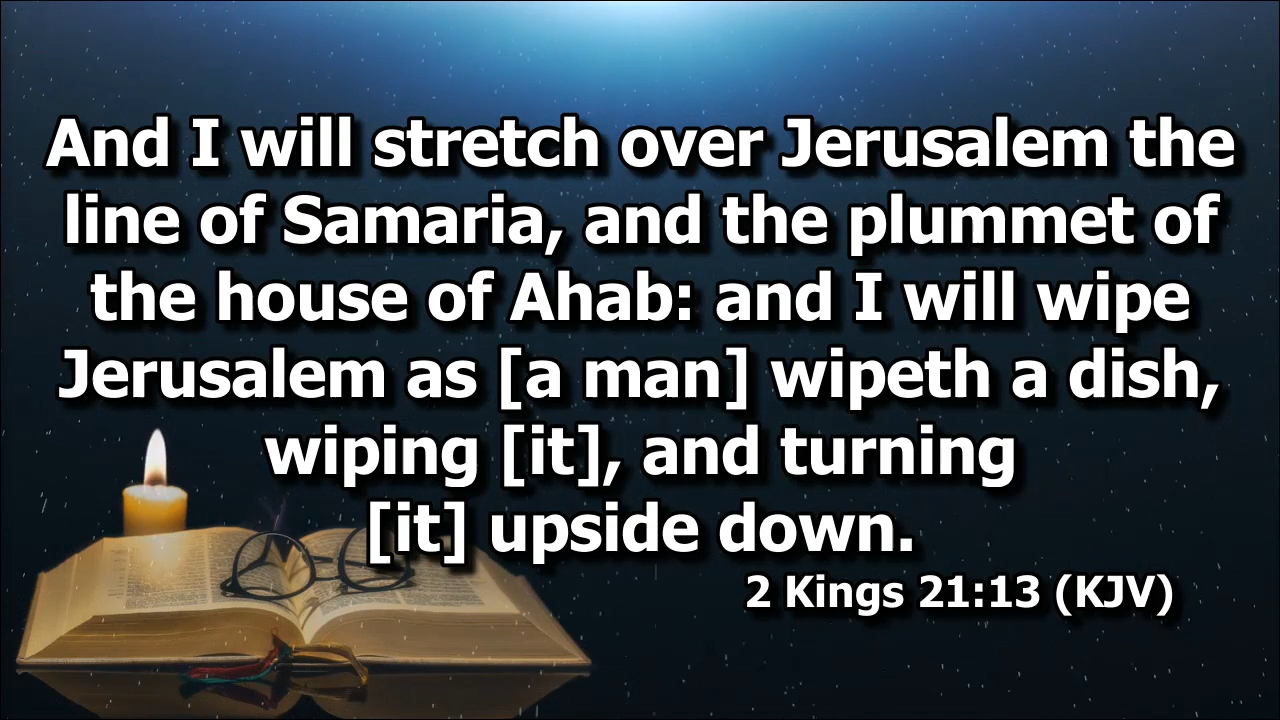 And I will stretch over Jerusalem the
line of Samaria, and the plummet of
the house of Ahab: and I will wipe
Jerusalem as [a man] wipeth a dish,
wiping [it], and turning
[it] upside down.
2 Kings 21:13 (KJV)